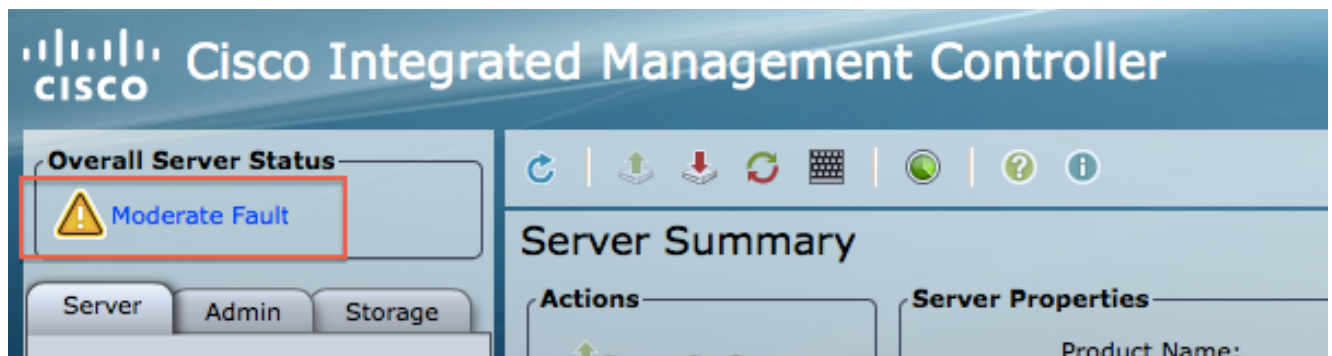 CISCO Cisco Integrated Management Controller
Overall Server Status
Moderate Fault
Server Admin Storage
Server Summary
Actions
Server Properties
Product Name: